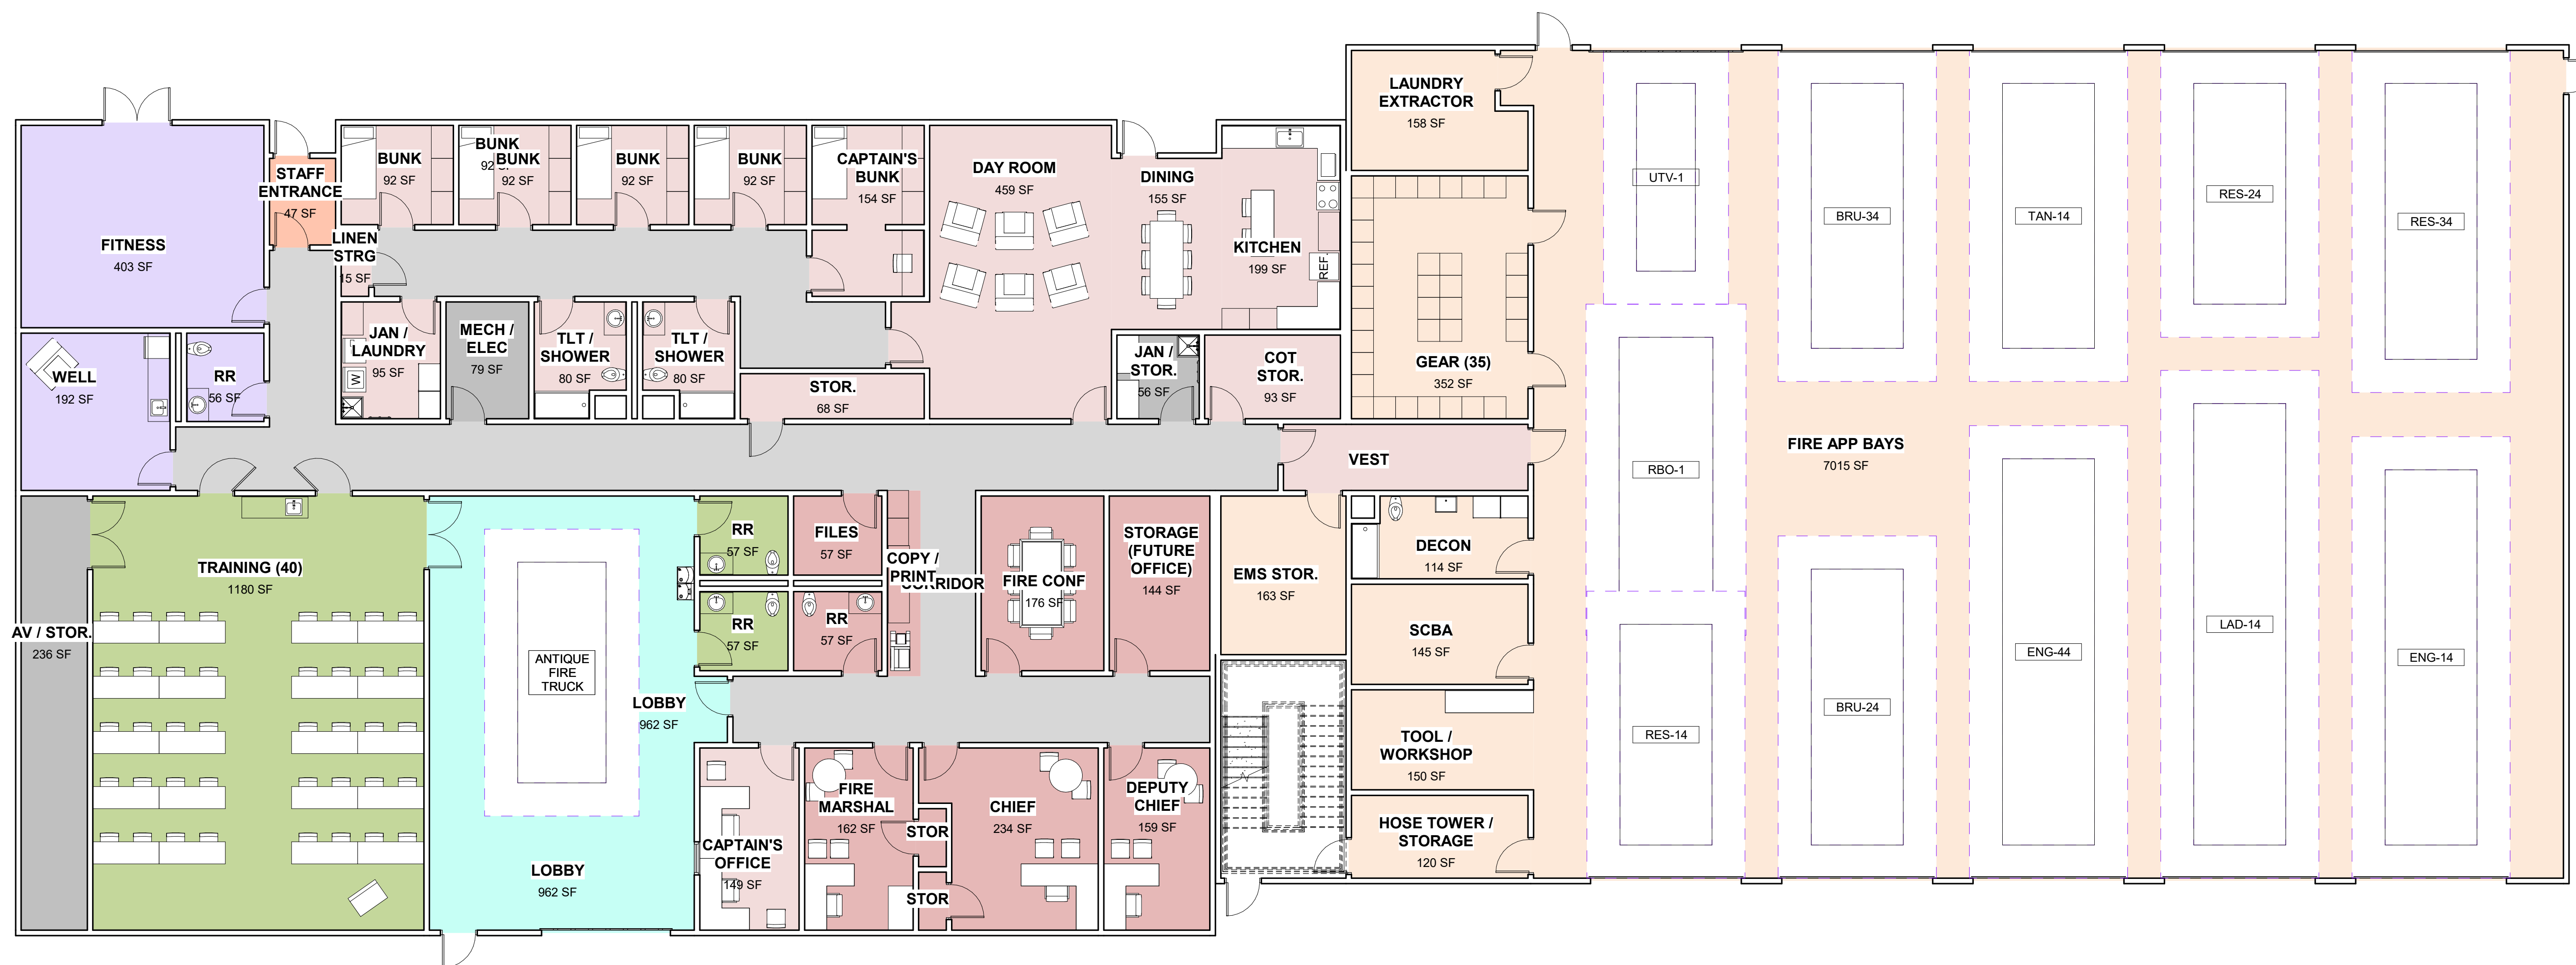 LAUNDRY
EXTRACTOR
158 SF
STAFF
ENTRANCE
47 SF
BUNK
92 SF
BUNK
92 SF
BUNK
92 SF
BUNK
92 SF
BUNK
92 SF
CAPTAIN'S
BUNK
154 SF
DAY ROOM
459 SF
DINING
155 SF
KITCHEN
199 SF
REF.
FITNESS
403 SF
LINEN
STRG
15 SF
JAN /
LAUNDRY
95 SF
W
MECH /
ELEC
79 SF
TLT /
SHOWER
80 SF
TLT /
SHOWER
80 SF
STOR.
68 SF
JAN /
STOR.
56 SF
COT
STOR.
93 SF
GEAR (35)
352 SF
WELL
192 SF
RR
56 SF
VEST
UTV-1
BRU-34
TAN-14
RES-24
RES-34
RBO-1
FIRE APP BAYS
7015 SF
ENG-44
LAD-14
ENG-14
RES-14
BRU-24
AV / STOR.
236 SF
TRAINING (40)
1180 SF
ANTIQUE
FIRE
TRUCK
LOBBY
962 SF
LOBBY
962 SF
RR
57 SF
RR
57 SF
FILES
57 SF
RR
57 SF
COPY /
PRINT
CORRIDOR
FIRE CONF
176 SF
STORAGE
(FUTURE
OFFICE)
144 SF
EMS STOR.
163 SF
DECON
114 SF
SCBA
145 SF
TOOL /
WORKSHOP
150 SF
HOSE TOWER /
STORAGE
120 SF
CAPTAIN'S
OFFICE
149 SF
FIRE
MARSHAL
162 SF
STOR
STOR
CHIEF
234 SF
DEPUTY
CHIEF
159 SF